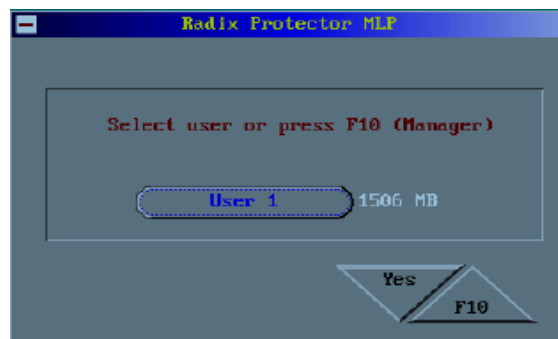 Radix Protector MLP
Select user or press F10 (Manager)
User 1 1506 MB
Yes
F10